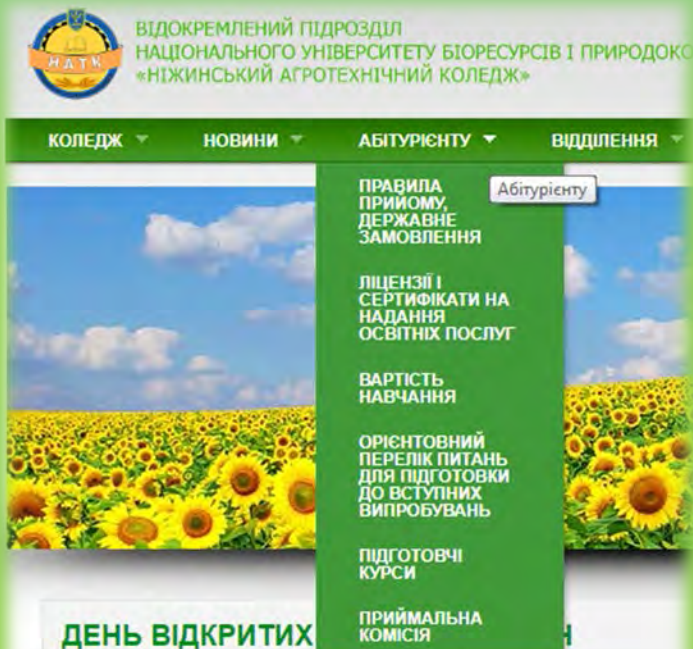 НАТК
ВІДОКРЕМЛЕНИЙ ПІДРОЗДІЛ
НАЦІОНАЛЬНОГО УНІВЕРСИТЕТУ БІОРЕСУРСІВ І ПРИРОДОКО
«НІЖИНСЬКИЙ АГРОТЕХНІЧНИЙ КОЛЕДЖ»
КОЛЕДЖ НОВИНИ АБІТУРІЄНТУ ВІДДІЛЕННЯ
Абітурієнту
ПРАВИЛА
ПРИЙОМУ,
ДЕРЖАВНЕ
ЗАМОВЛЕННЯ
ЛІЦЕНЗІЇ І
СЕРТИФІКАТИ НА
НАДАННЯ
ОСВІТНІХ ПОСЛУГ
ВАРТІСТЬ
НАВЧАННЯ
ОРІЄНТОВНИЙ
ПЕРЕЛІК ПИТАНЬ
ДЛЯ ПІДГОТОВКИ
ДО ВСТУПНИХ
ВИПРОБУВАНЬ
ПІДГОТОВЧІ
КУРСИ
ПРИЙМАЛЬНА
КОМІСІЯ
ДЕНЬ ВІДКРИТИХ